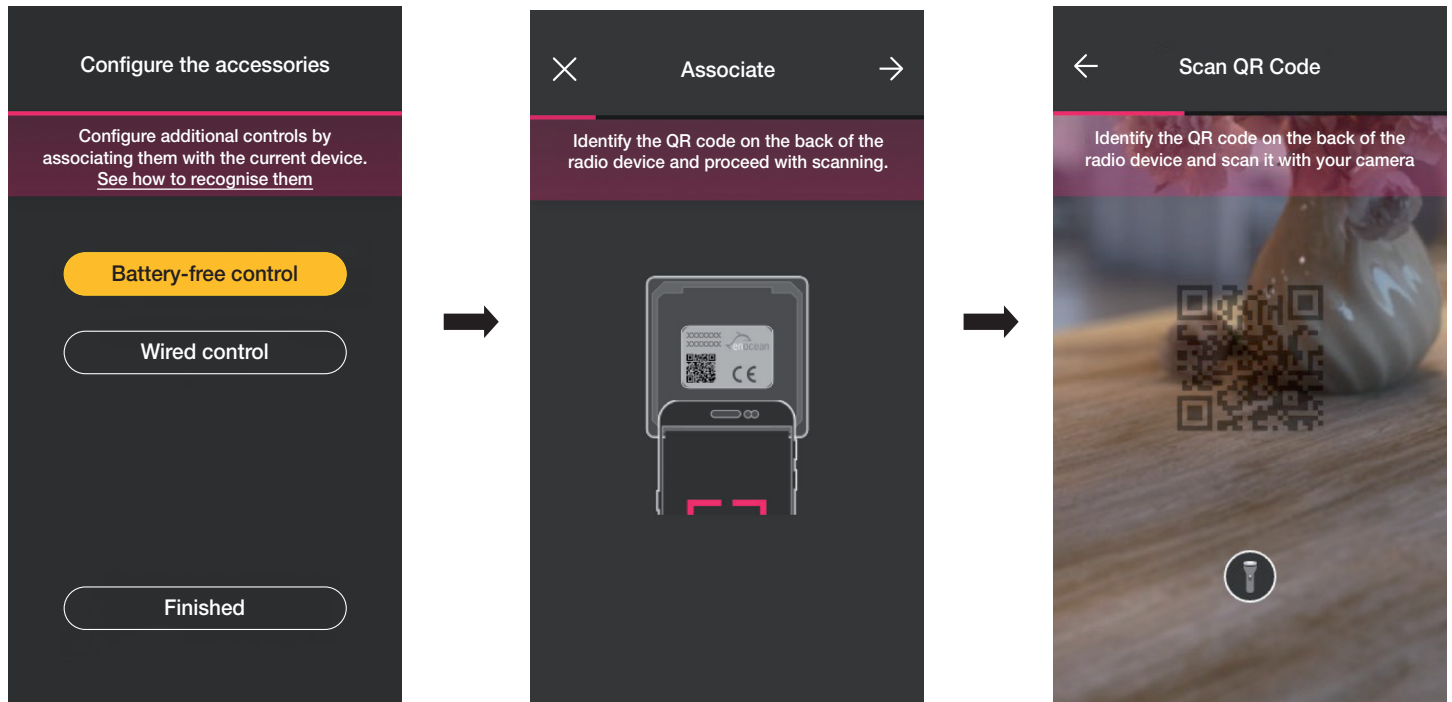 Configure the accessories
Configure additional controls by
associating them with the current device.
See how to recognise them
Battery-free control
Wired control
Finished
Associate
Identify the QR code on the back of the
radio device and proceed with scanning.
XXXXXXX
XXXXXXX
enocean
CE
Scan QR Code
Identify the QR code on the back of the
radio device and scan it with your camera